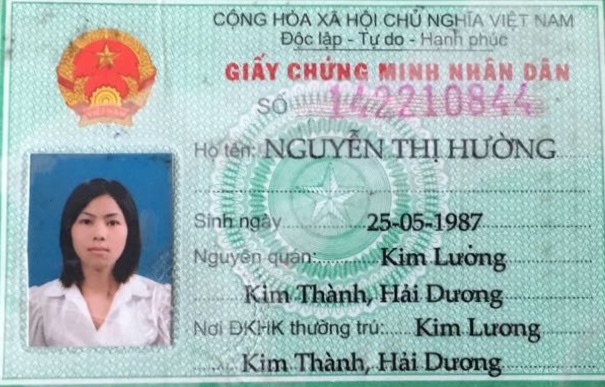 CỘNG HÒA XÃ HỘI CHỦ NGHĨA VIỆT NAM
Độc lập - Tự do - Hạnh phúc
GIẤY CHỨNG MINH NHÂN DÂN
SỐ 142210844
Họ tên: NGUYỄN THỊ HƯỜNG
Sinh ngày 25-05-1987
Nguyên quán: Kim Lương
Kim Thành, Hải Dương
Nơi ĐKHK thường trú: Kim Lương
Kim Thành, Hải Dương